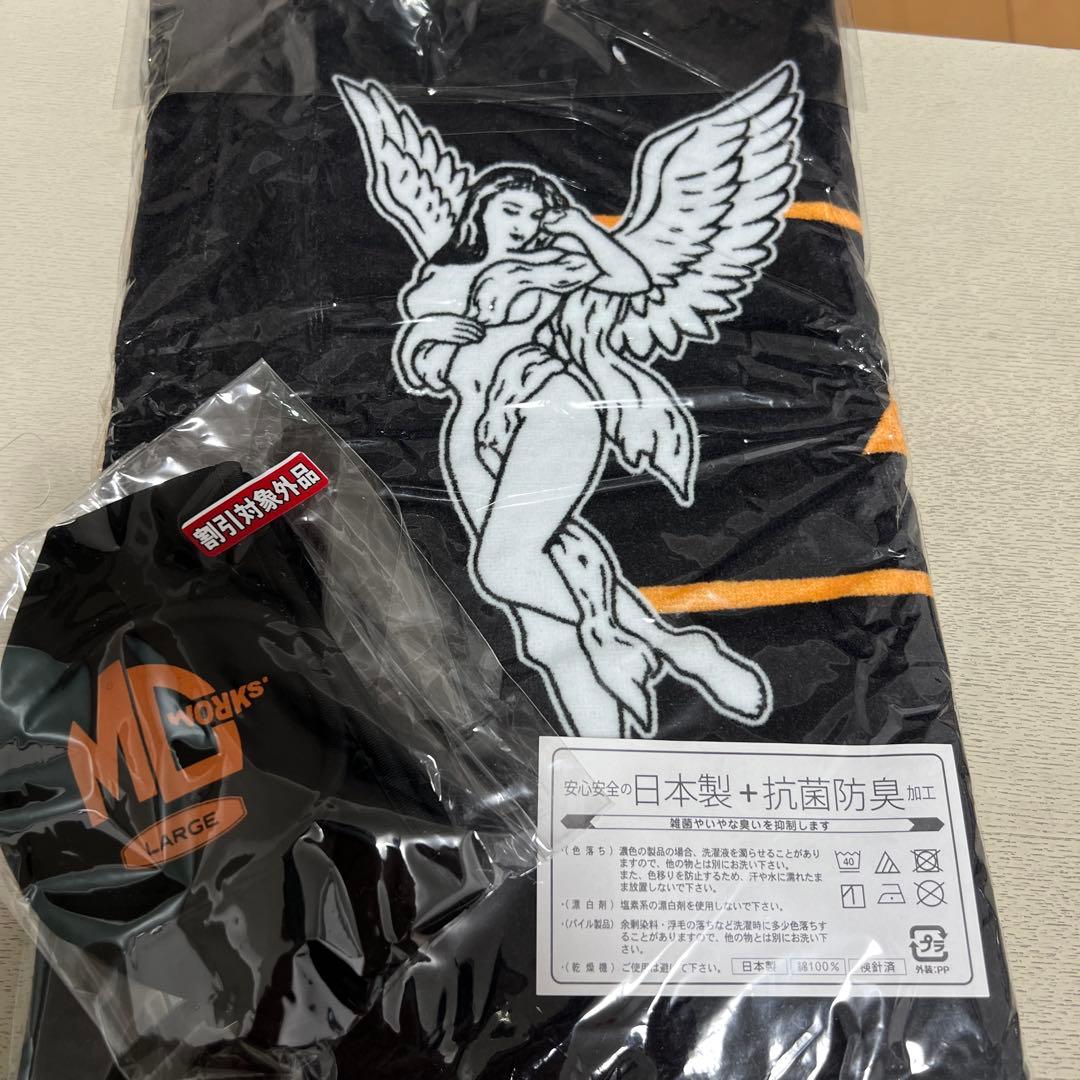 割引対象外品
MG
WORKS.
LARGE
安心安全の日本製+抗菌防臭加工
雑菌やいやな臭いを抑制します
・(色落ち)濃色の製品の場合、洗濯液を濁らせることがあり
ますので、他の物とは別にお洗い下さい。
また、色移りを防止するため、汗や水に濡れたま
ま放置しないで下さい。
・(漂白剤)塩素系の漂白剤を使用しないで下さい。
・(パイル製品)余剰染料・浮毛の落ちなど洗濯時に多少色落ちす
ることがありますので、他の物とは別にお洗い下
さい。
・(乾燥機)ご使用は避けて下さい。 日本製 綿100% 検針済
40
プラ
外装:PP